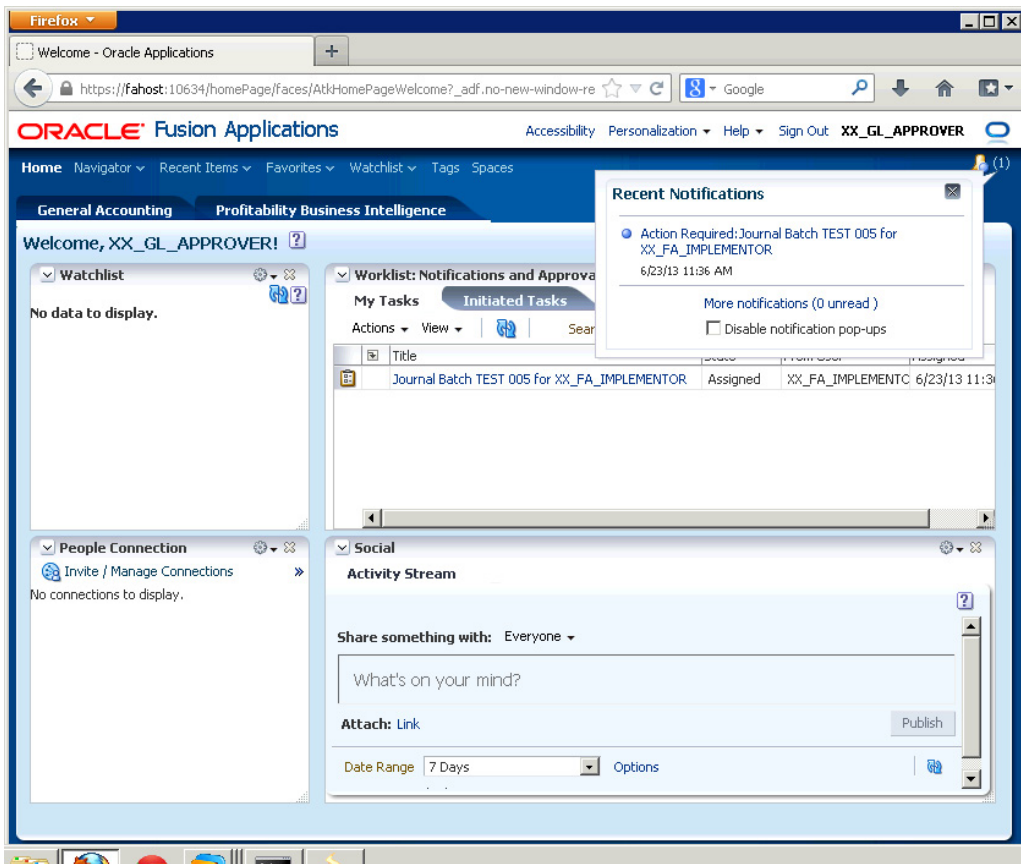 Firefox
Welcome - Oracle Applications
https://fahost:10634/homePage/faces/AtkHomePageWelcome?_adf.no-new-window-re
Google
ORACLE Fusion Applications
Accessibility Personalization Help Sign Out XX_GL_APPROVER
Home Navigator Recent Items Favorites Watchlist Tags Spaces
(1)
General Accounting Profitability Business Intelligence
Recent Notifications
Action Required:Journal Batch TEST 005 for
XX_FA_IMPLEMENTOR
6/23/13 11:36 AM
More notifications (0 unread )
Disable notification pop-ups
Welcome, XX_GL_APPROVER! ?
Watchlist
?
No data to display.
Worklist: Notifications and Approva
My Tasks Initiated Tasks
Actions View Sear
Title
Journal Batch TEST 005 for XX_FA_IMPLEMENTOR Assigned XX_FA_IMPLEMENTC 6/23/13 11:3
People Connection
Invite / Manage Connections »
No connections to display.
Social
Activity Stream
?
Share something with: Everyone
What's on your mind?
Attach: Link
Publish
Date Range 7 Days Options